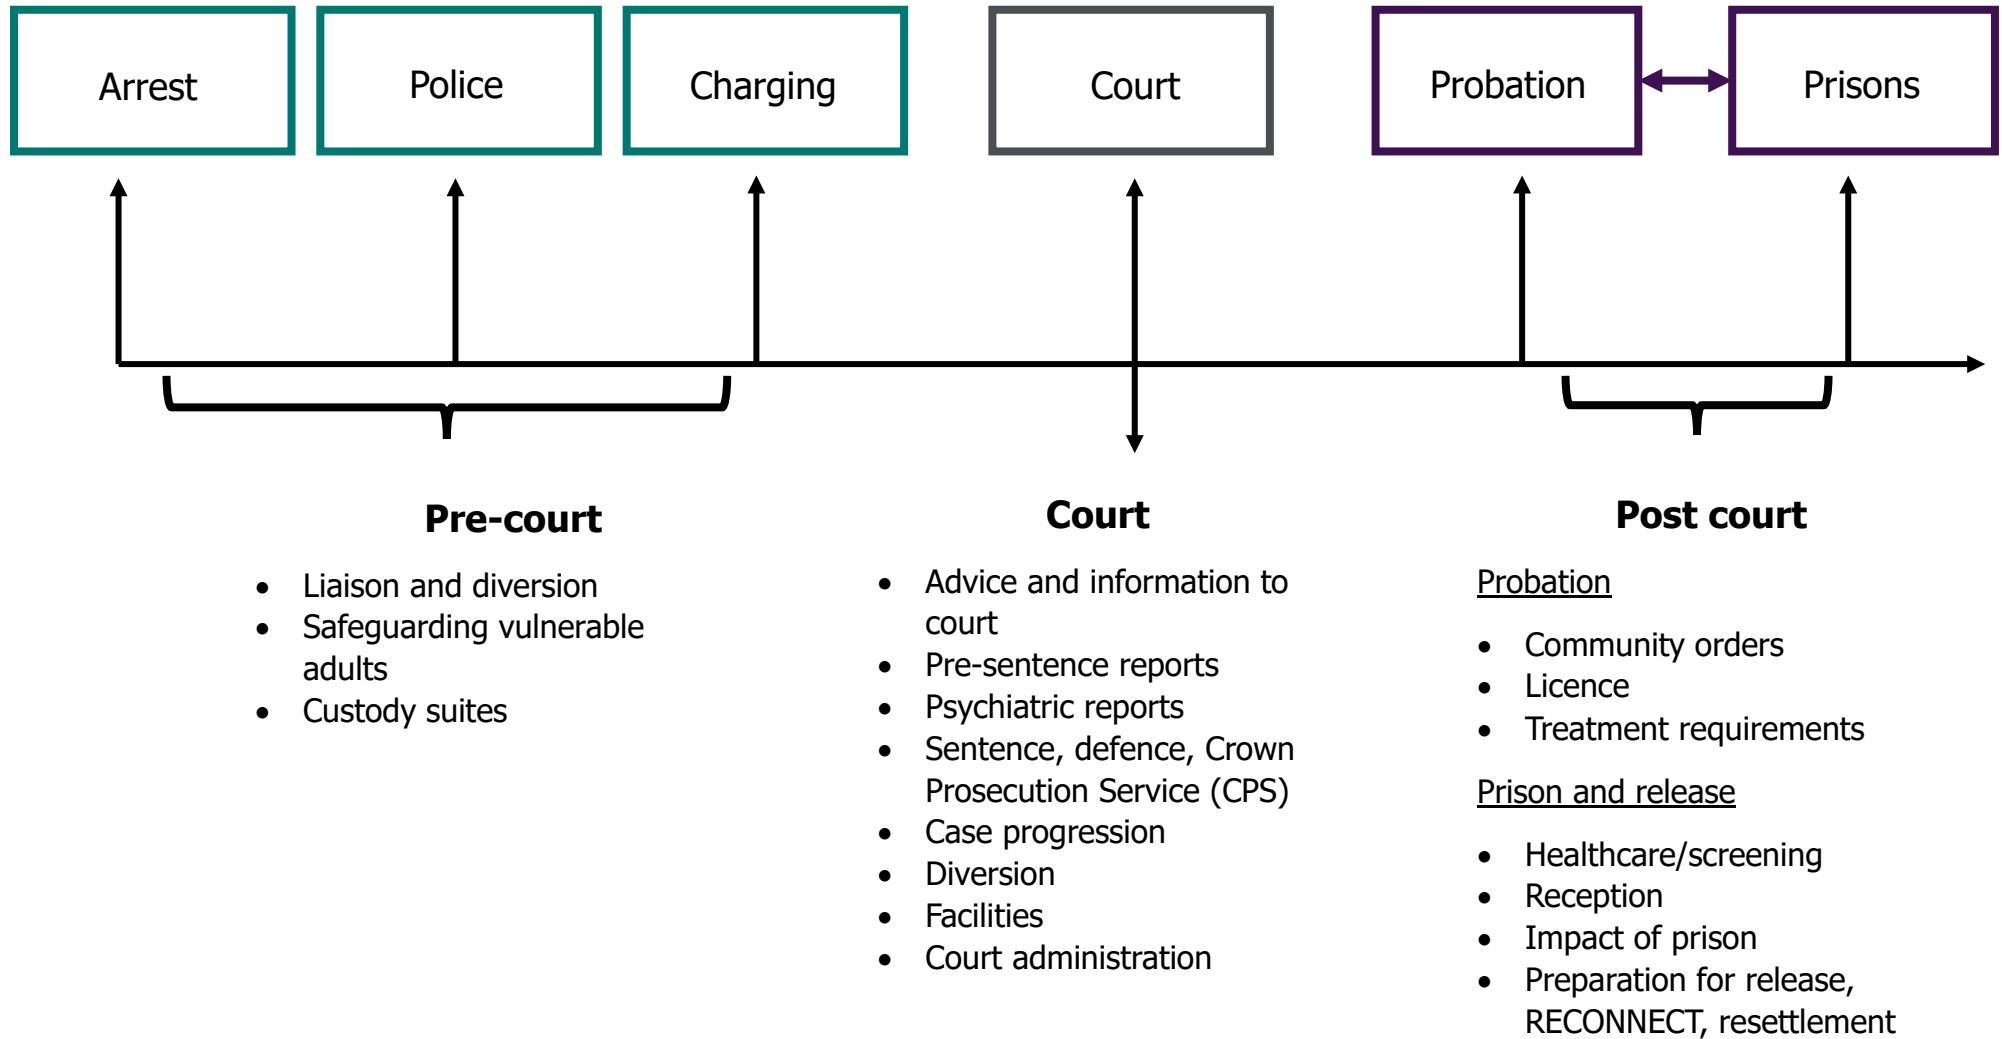 Arrest
Police
Charging
Court
Probation
Prisons
Pre-court
• Liaison and diversion
• Safeguarding vulnerable
adults
• Custody suites
Court
• Advice and information to
court
• Pre-sentence reports
• Psychiatric reports
• Sentence, defence, Crown
Prosecution Service (CPS)
• Case progression
• Diversion
• Facilities
• Court administration
Post court
Probation
• Community orders
• Licence
• Treatment requirements
Prison and release
• Healthcare/screening
• Reception
• Impact of prison
• Preparation for release,
RECONNECT, resettlement